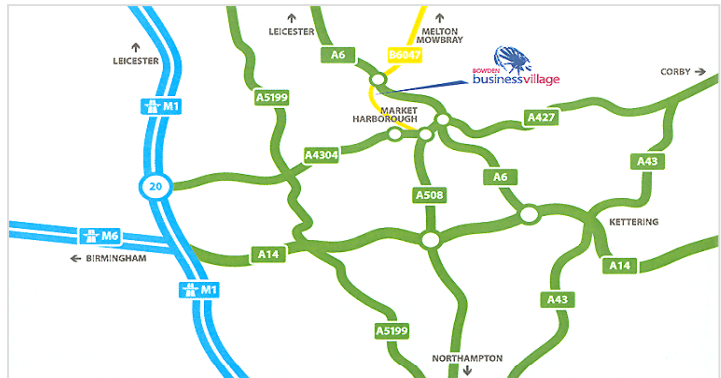 LEICESTER
MELTON
MOWBRAY
LEICESTER
A6
B6047
BOWDEN
businessvillage
CORBY
A5199
M1
MARKET
HARBOROUGH
A427
A4304
A43
A6
20
A508
KETTERING
M6
BIRMINGHAM
A14
A14
M1
A43
A5199
NORTHAMPTON